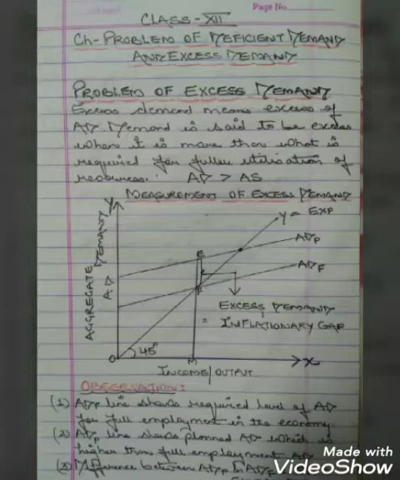 Page No.
CLASS-XII
Ch-PROBLEM OF DEFICIENT DEMAND
AND EXCESS DEMAND
PROBLEM OF EXCESS DEMAND
Excess demand means excess of
AD. Demand is said to be excess
when it is more than what is
required for fuller utilisation of
resources. AD > AS
MEASUREMENT OF EXCESS DEMAND
Y
Y = EXP
AGGREGATE DEMAND
AD
E
ADP
ADF
EXCESS DEMAND
= INFLATIONARY GAP
O
45°
M
X
INCOME/OUTPUT
OBSERVATION:
(1) ADF line shows required level of AD
for full employment in the economy
(2) ADP line shows planned AD which is
higher than full employment AD
(3) Difference between ADP & ADF
Made with
VideoShow